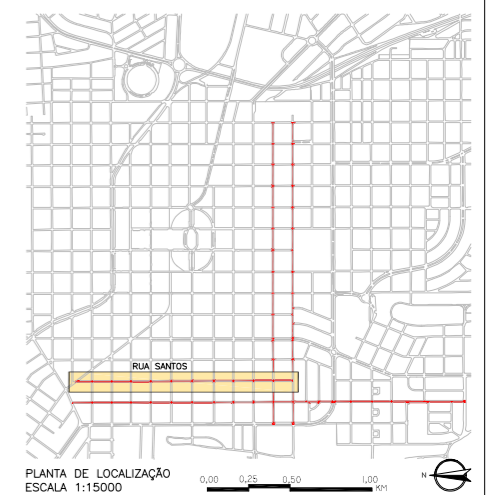 RUA SANTOS
PLANTA DE LOCALIZAÇÃO
ESCALA 1:15000
0,00 0,25 0,50 1,00
KM
N